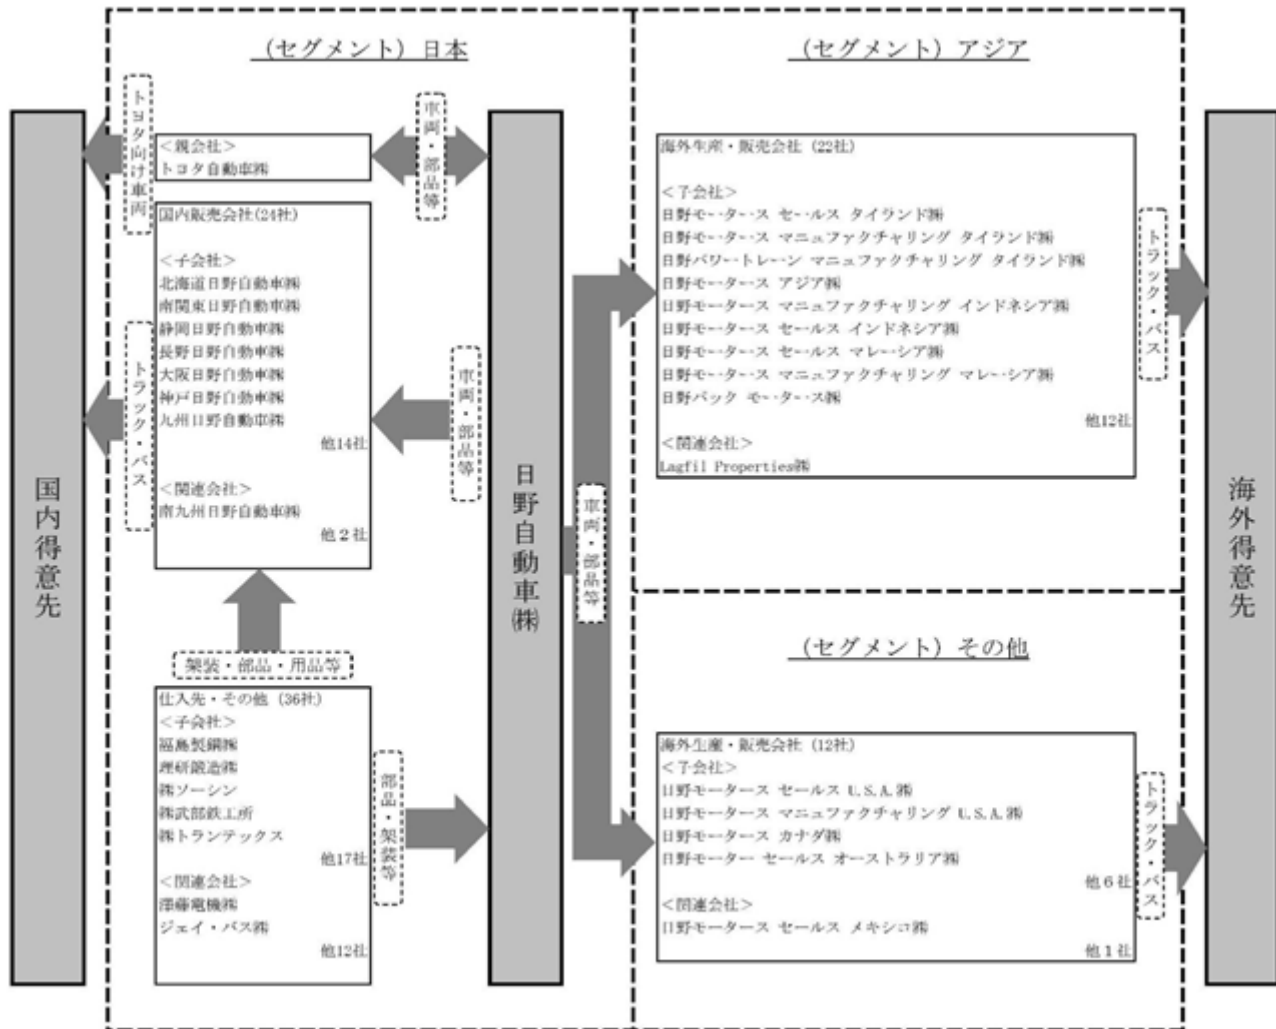 (セグメント) 日本
(セグメント) アジア
国内得意先
トヨタ向け車両
<親会社>
トヨタ自動車㈱
車両・部品等
国内販売会社(24社)
<子会社>
北海道日野自動車㈱
南関東日野自動車㈱
静岡日野自動車㈱
長野日野自動車㈱
大阪日野自動車㈱
神戸日野自動車㈱
九州日野自動車㈱
他14社
<関連会社>
南九州日野自動車㈱
他２社
トラック・バス
車両・部品等
架装・部品・用品等
仕入先・その他 (36社)
<子会社>
福島製鋼㈱
理研鍛造㈱
㈱ソーシン
㈱武部鉄工所
㈱トランテックス
他17社
<関連会社>
澤藤電機㈱
ジェイ・バス㈱
他12社
部品・架装等
日野自動車㈱
車両・部品等
海外生産・販売会社 (22社)
<子会社>
日野モータース セールス タイランド㈱
日野モータース マニュファクチャリング タイランド㈱
日野パワートレーン マニュファクチャリング タイランド㈱
日野モータース アジア㈱
日野モータース マニュファクチャリング インドネシア㈱
日野モータース セールス インドネシア㈱
日野モータース セールス マレーシア㈱
日野モータース マニュファクチャリング マレーシア㈱
日野パック モータース㈱
他12社
<関連会社>
Lagfil Properties㈱
トラック・バス
(セグメント) その他
海外生産・販売会社 (12社)
<子会社>
日野モータース セールス U.S.A.㈱
日野モータース マニュファクチャリング U.S.A.㈱
日野モータース カナダ㈱
日野モーター セールス オーストラリア㈱
他６社
<関連会社>
日野モータース セールス メキシコ㈱
他１社
トラック・バス
海外得意先